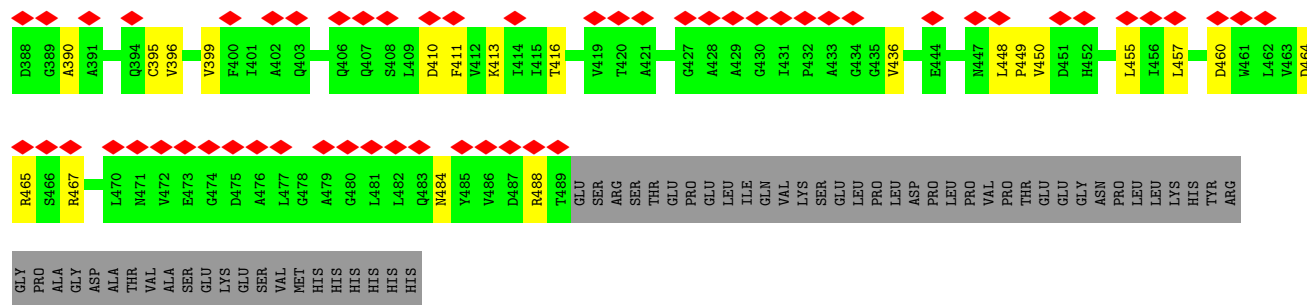 D388 G389 A390 A391 Q394 C395 V396 V399 F400 I401 A402 Q403 Q406 Q407 S408 L409 D410 F411 V412 K413 I414 I415 T416 V419 T420 A421 G427 A428 A429 G430 I431 P432 A433 G434 G435 V436 E444 N447 L448 P449 V450 D451 H452 L455 I456 L457 D460 W461 L462 V463 D464
R465 S466 R467 L470 N471 V472 E473 G474 D475 A476 L477 G478 A479 G480 L481 L482 Q483 N484 Y485 V486 D487 R488 T489 GLU SER ARG SER THR GLU PRO GLU LEU ILE GLN VAL LYS SER GLU LEU PRO LEU ASP PRO LEU PRO VAL PRO THR GLU GLU GLY ASN PRO LEU LEU LYS HIS TYR ARG
GLY PRO ALA GLY ASP ALA THR VAL ALA SER GLU LYS GLU SER VAL MET HIS HIS HIS HIS HIS HIS